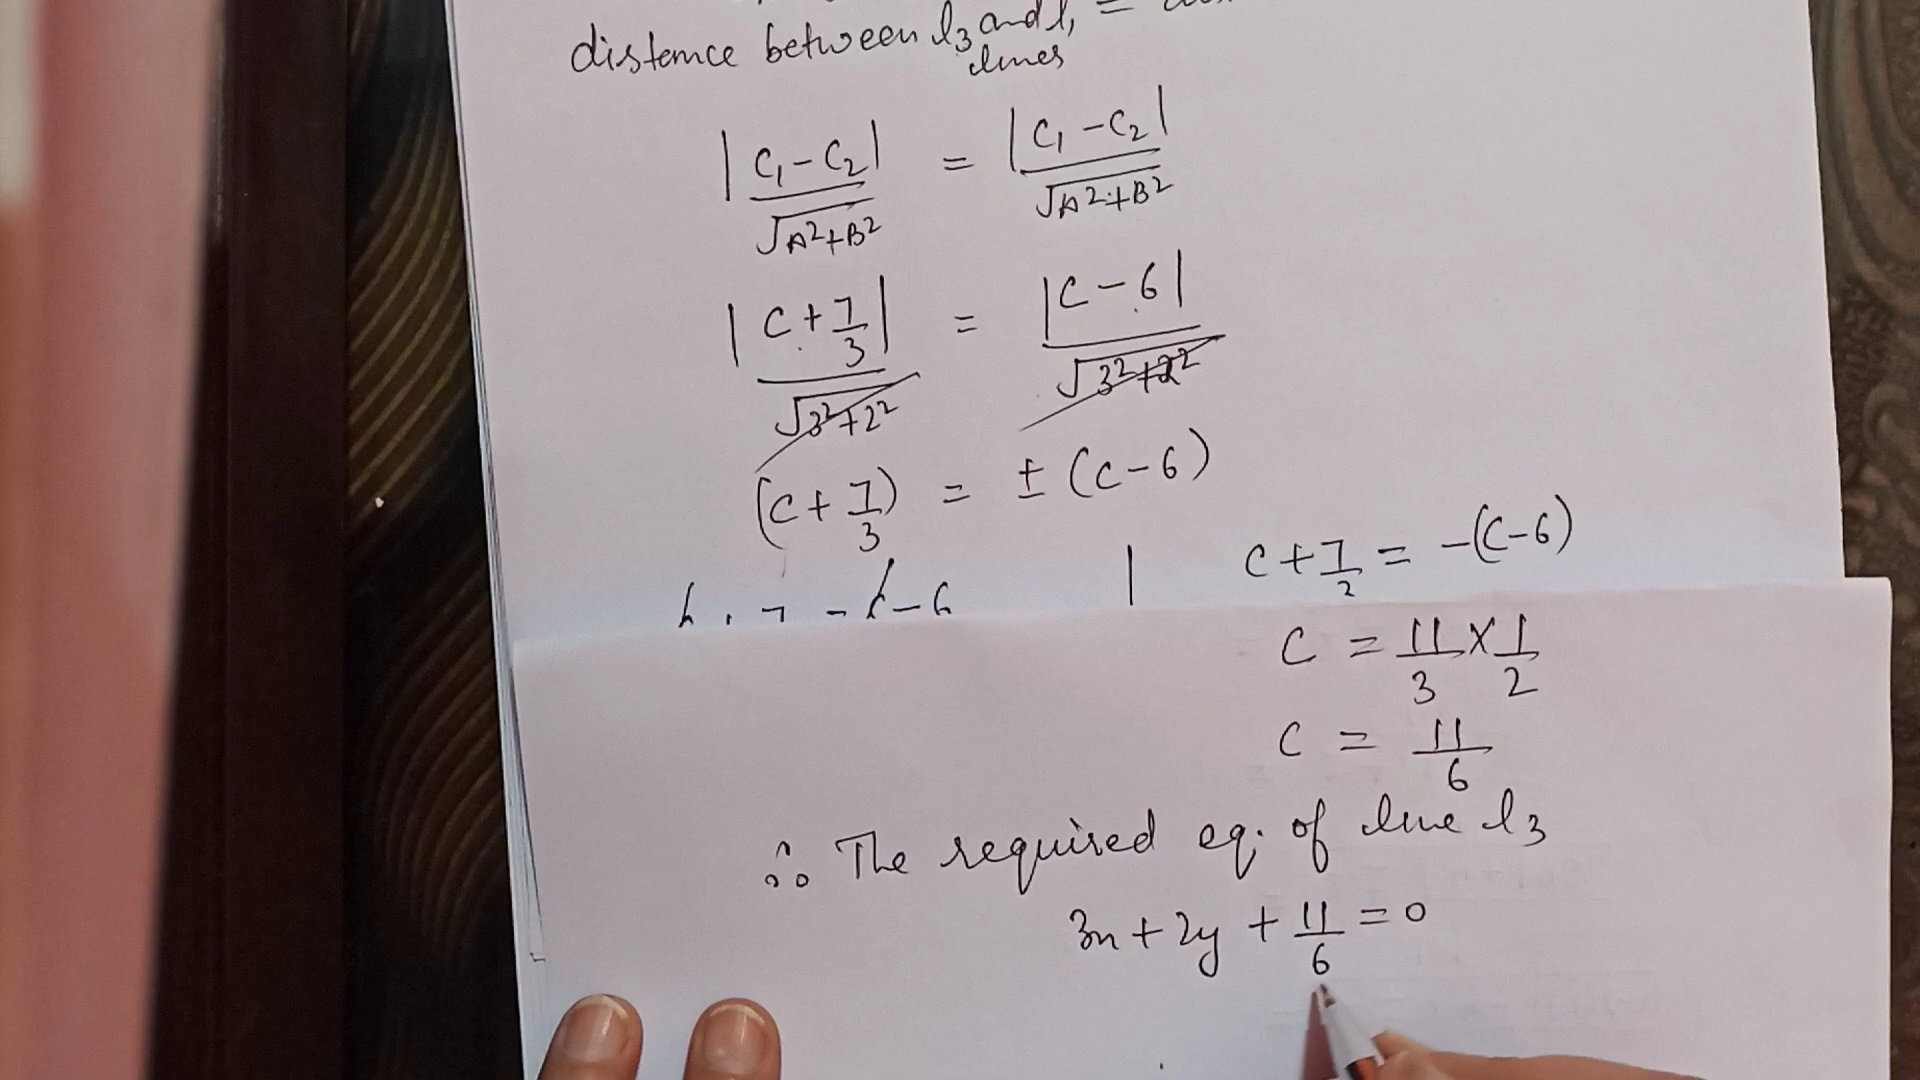 distence between l₃ and l₁ =
lines
|C₁-C₂|/√A²+B² = |C₁-C₂|/√A²+B²
|C+7/3|/√3²+2² = |C-6|/√3²+2²
(C+7/3) = ± (C-6)
C+7/2 = -(C-6)
C = 11/3 × 1/2
C = 11/6
∴ The required eq. of line l₃
3x+2y+11/6=0